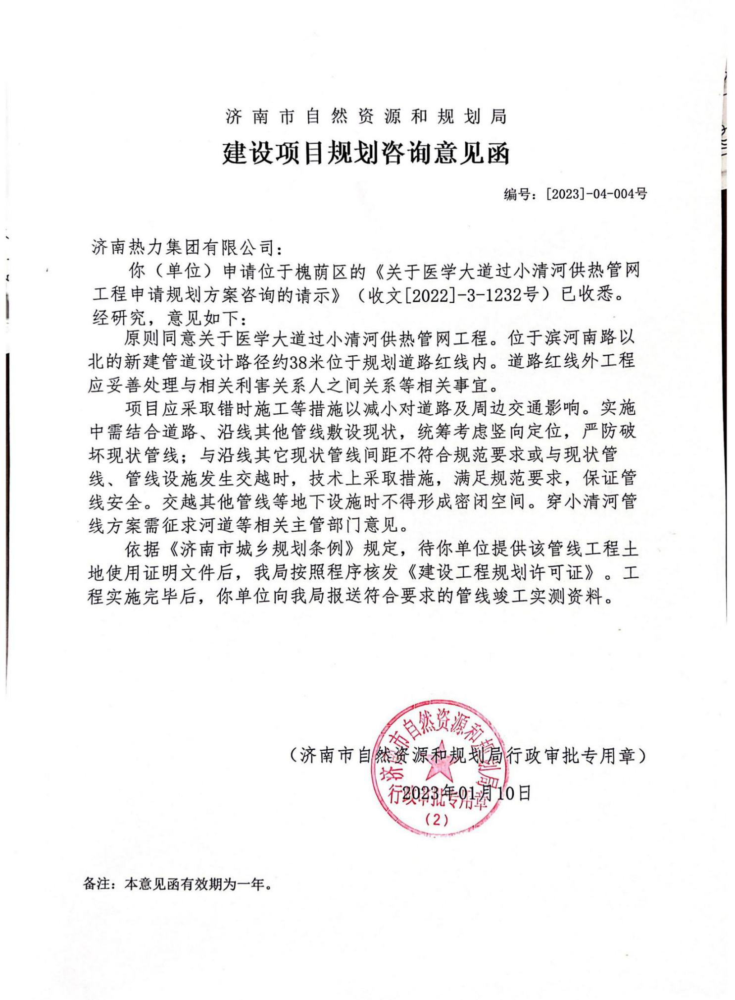 济南市自然资源和规划局
建设项目规划咨询意见函
编号：[2023]-04-004号
济南热力集团有限公司：
你（单位）申请位于槐荫区的《关于医学大道过小清河供热管网
工程申请规划方案咨询的请示》（收文[2022]-3-1232号）已收悉。
经研究，意见如下：
原则同意关于医学大道过小清河供热管网工程。位于滨河南路以
北的新建管道设计路径约38米位于规划道路红线内。道路红线外工程
应妥善处理与相关利害关系人之间关系等相关事宜。
项目应采取错时施工等措施以减小对道路及周边交通影响。实施
中需结合道路、沿线其他管线敷设现状，统筹考虑竖向定位，严防破
坏现状管线；与沿线其它现状管线间距不符合规范要求或与现状管
线、管线设施发生交越时，技术上采取措施，满足规范要求，保证管
线安全。交越其他管线等地下设施时不得形成密闭空间。穿小清河管
线方案需征求河道等相关主管部门意见。
依据《济南市城乡规划条例》规定，待你单位提供该管线工程土
地使用证明文件后，我局按照程序核发《建设工程规划许可证》。工
程实施完毕后，你单位向我局报送符合要求的管线竣工实测资料。
济南市自然资源和规划局
（济南市自然资源和规划局行政审批专用章）
2023年01月10日
行政审批专用章
（2）
备注：本意见函有效期为一年。